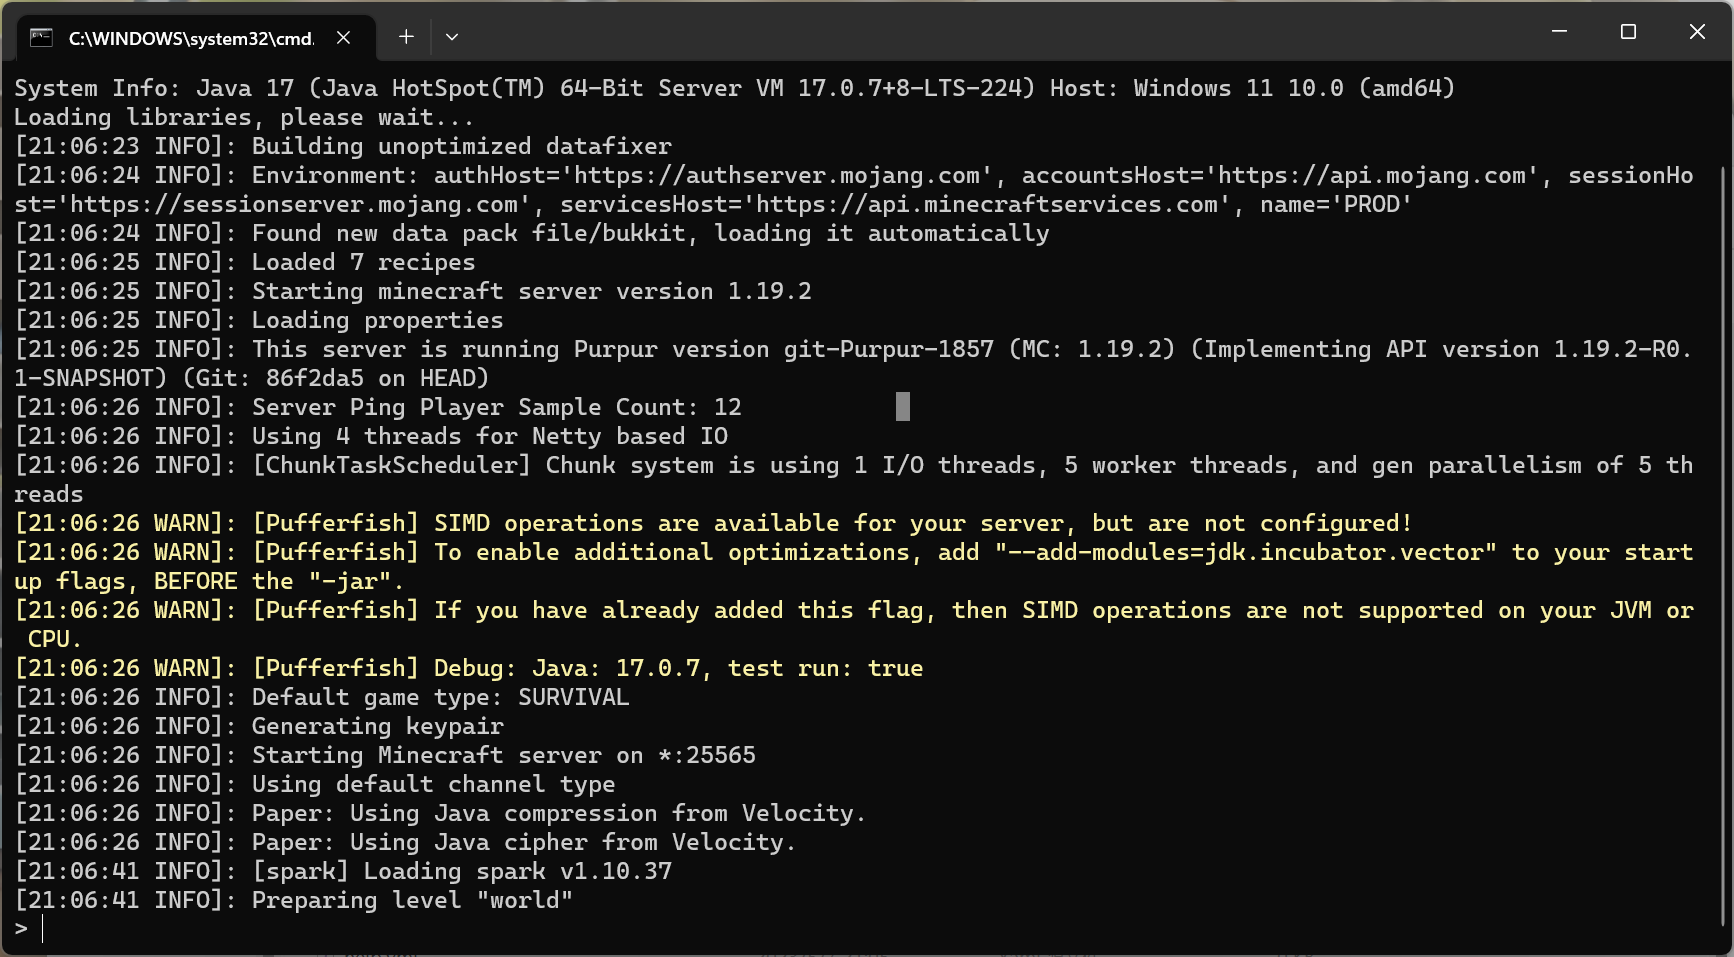 C:\WINDOWS\system32\cmd.
System Info: Java 17 (Java HotSpot(TM) 64-Bit Server VM 17.0.7+8-LTS-224) Host: Windows 11 10.0 (amd64)
Loading libraries, please wait...
[21:06:23 INFO]: Building unoptimized datafixer
[21:06:24 INFO]: Environment: authHost='https://authserver.mojang.com', accountsHost='https://api.mojang.com', sessionHo
st='https://sessionserver.mojang.com', servicesHost='https://api.minecraftservices.com', name='PROD'
[21:06:24 INFO]: Found new data pack file/bukkit, loading it automatically
[21:06:25 INFO]: Loaded 7 recipes
[21:06:25 INFO]: Starting minecraft server version 1.19.2
[21:06:25 INFO]: Loading properties
[21:06:25 INFO]: This server is running Purpur version git-Purpur-1857 (MC: 1.19.2) (Implementing API version 1.19.2-R0.
1-SNAPSHOT) (Git: 86f2da5 on HEAD)
[21:06:26 INFO]: Server Ping Player Sample Count: 12
[21:06:26 INFO]: Using 4 threads for Netty based IO
[21:06:26 INFO]: [ChunkTaskScheduler] Chunk system is using 1 I/O threads, 5 worker threads, and gen parallelism of 5 th
reads
[21:06:26 WARN]: [Pufferfish] SIMD operations are available for your server, but are not configured!
[21:06:26 WARN]: [Pufferfish] To enable additional optimizations, add "--add-modules=jdk.incubator.vector" to your start
up flags, BEFORE the "-jar".
[21:06:26 WARN]: [Pufferfish] If you have already added this flag, then SIMD operations are not supported on your JVM or
 CPU.
[21:06:26 WARN]: [Pufferfish] Debug: Java: 17.0.7, test run: true
[21:06:26 INFO]: Default game type: SURVIVAL
[21:06:26 INFO]: Generating keypair
[21:06:26 INFO]: Starting Minecraft server on *:25565
[21:06:26 INFO]: Using default channel type
[21:06:26 INFO]: Paper: Using Java compression from Velocity.
[21:06:26 INFO]: Paper: Using Java cipher from Velocity.
[21:06:41 INFO]: [spark] Loading spark v1.10.37
[21:06:41 INFO]: Preparing level "world"
>